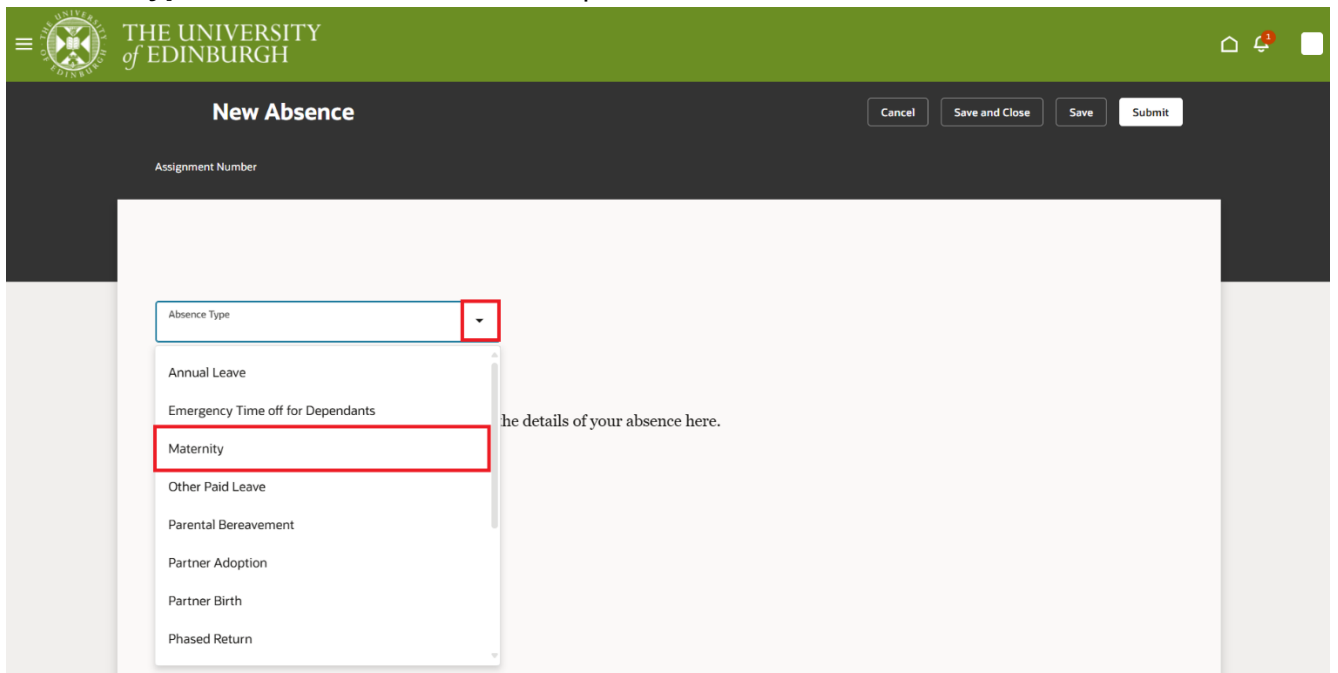 THE UNIVERSITY
of EDINBURGH
1
New Absence
Cancel Save and Close Save Submit
Assignment Number
Absence Type
Annual Leave
Emergency Time off for Dependants
he details of your absence here.
Maternity
Other Paid Leave
Parental Bereavement
Partner Adoption
Partner Birth
Phased Return